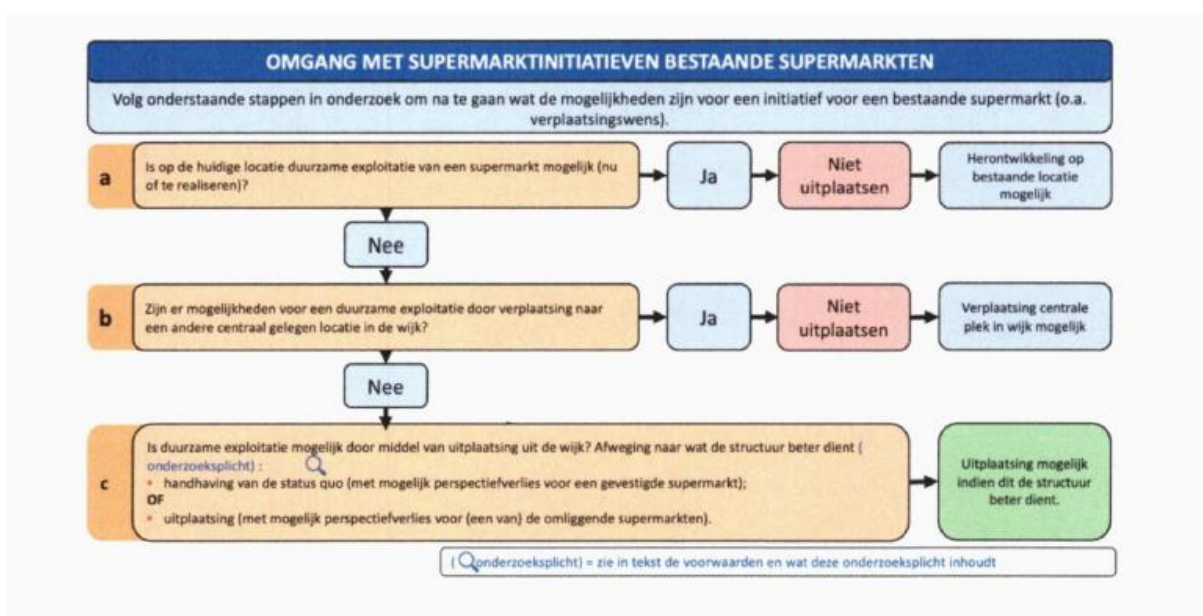 OMGANG MET SUPERMARKTINITIATIEVEN BESTAANDE SUPERMARKTEN
Volg onderstaande stappen in onderzoek om na te gaan wat de mogelijkheden zijn voor een initiatief voor een bestaande supermarkt (o.a.
verplaatsingswens).
a
Is op de huidige locatie duurzame exploitatie van een supermarkt mogelijk (nu
of te realiseren)?
Ja
Niet
uitplaatsen
Herontwikkeling op
bestaande locatie
mogelijk
Nee
b
Zijn er mogelijkheden voor een duurzame exploitatie door verplaatsing naar
een andere centraal gelegen locatie in de wijk?
Ja
Niet
uitplaatsen
Verplaatsing centrale
plek in wijk mogelijk
Nee
c
Is duurzame exploitatie mogelijk door middel van uitplaatsing uit de wijk? Afweging naar wat de structuur beter dient (
onderzoeksplicht) :
• handhaving van de status quo (met mogelijk perspectiefverlies voor een gevestigde supermarkt);
OF
• uitplaatsing (met mogelijk perspectiefverlies voor (een van) de omliggende supermarkten).
Uitplaatsing mogelijk
indien dit de structuur
beter dient.
( onderzoeksplicht) = zie in tekst de voorwaarden en wat deze onderzoeksplicht inhoudt